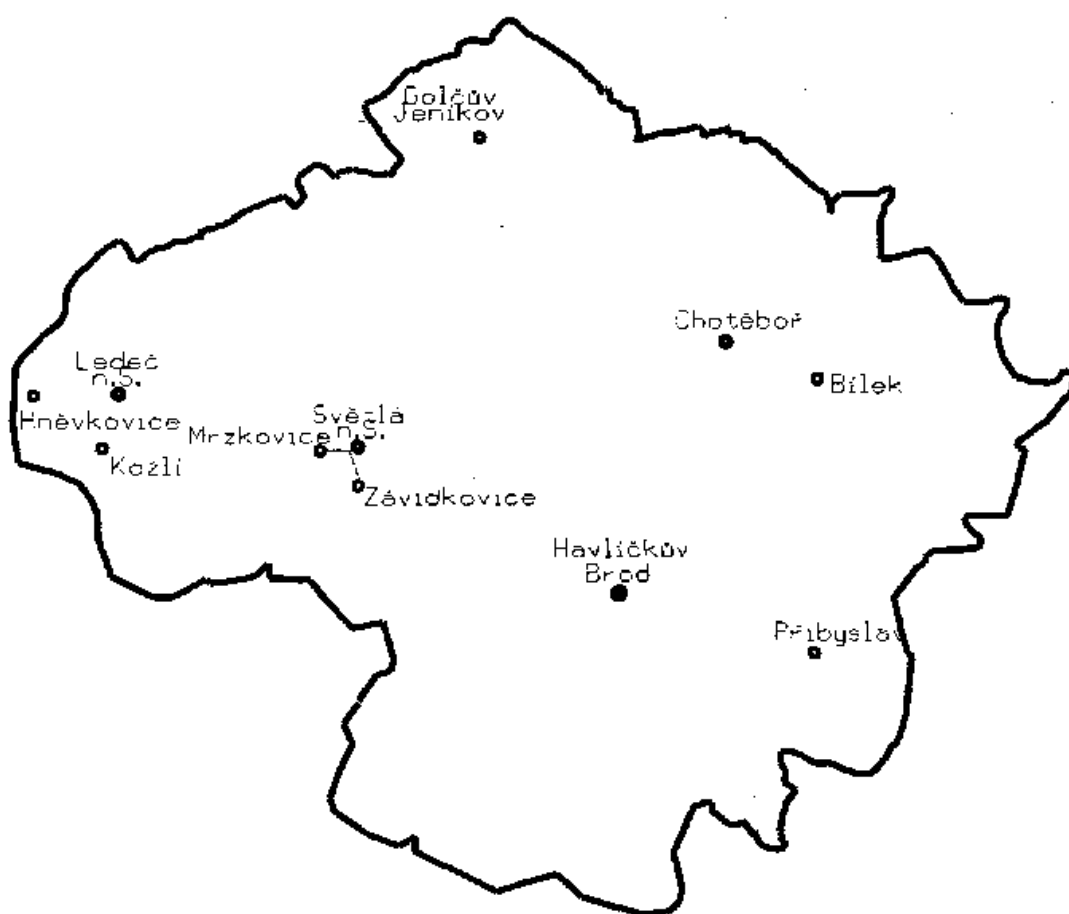 Golčův
Jeníkov
Chotěboř
Ledeč
n.S.
Bílek
Hněvkovice
Světlá
n.S.
Mrzkovice
Kožlí
Závidkovice
Havlíčkův
Brod
Přibyslav